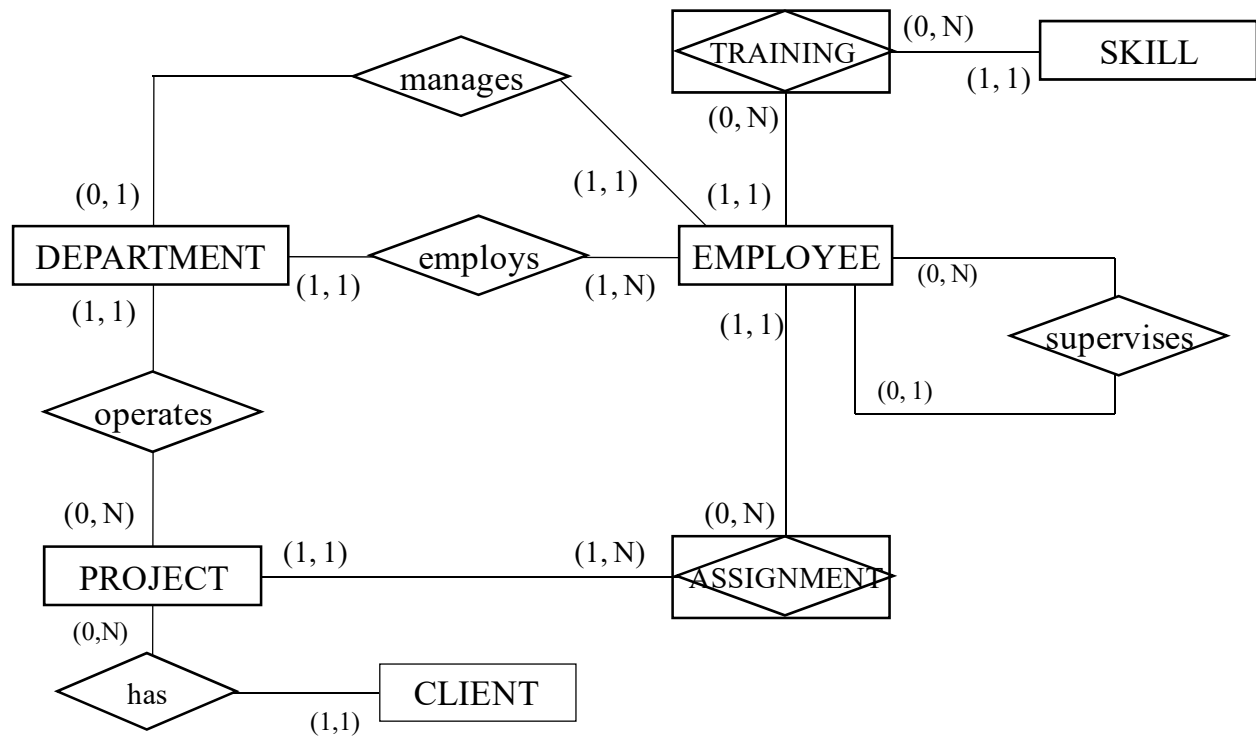 (0, N)
TRAINING
SKILL
manages
(1, 1)
(0, N)
(0, 1)
(1, 1)
(1, 1)
DEPARTMENT
employs
EMPLOYEE
(1, 1)
(1, N)
(0, N)
(1, 1)
(1, 1)
supervises
(0, 1)
operates
(0, N)
(0, N)
(1, 1)
(1, N)
PROJECT
ASSIGNMENT
(0,N)
has
CLIENT
(1,1)